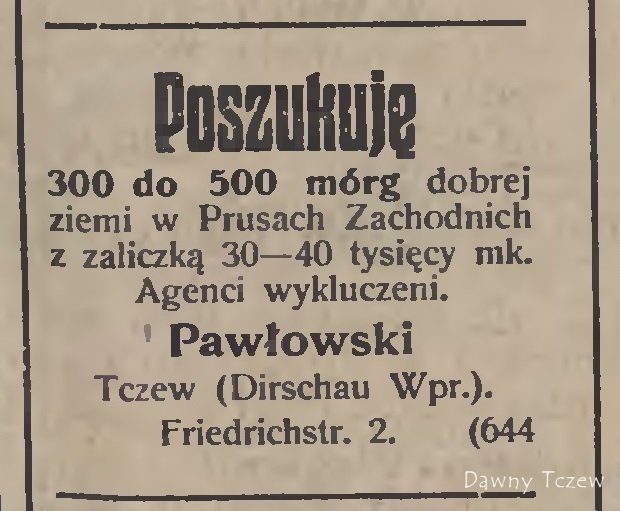 Poszukuję
300 do 500 mórg dobrej
ziemi w Prusach Zachodnich
z zaliczką 30—40 tysięcy mk.
Agenci wykluczeni.
Pawłowski
Tczew (Dirschau Wpr.).
Friedrichstr. 2. (644
Dawny Tczew